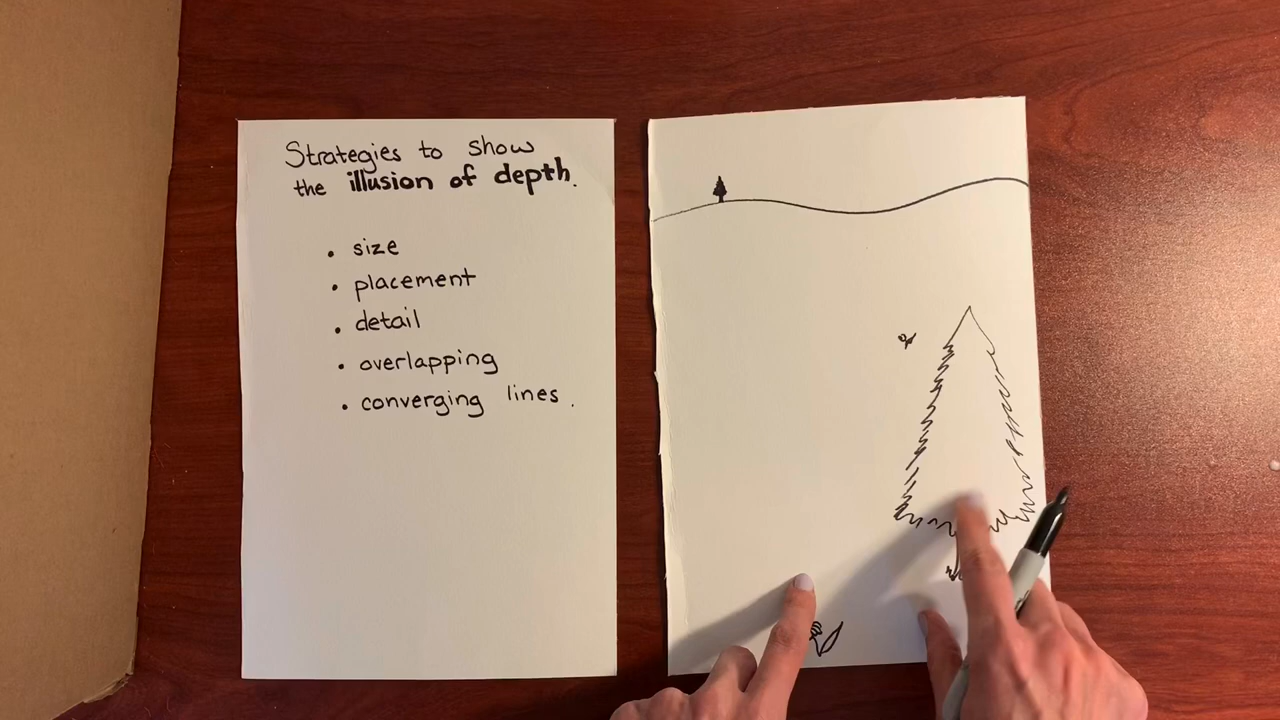 Strategies to show
the illusion of depth.
• size
• placement
• detail
• overlapping
• converging lines.